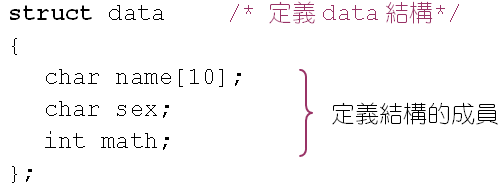 struct data /* 定義 data 結構*/
{
char name[10];
char sex;
int math;
定義結構的成員
};